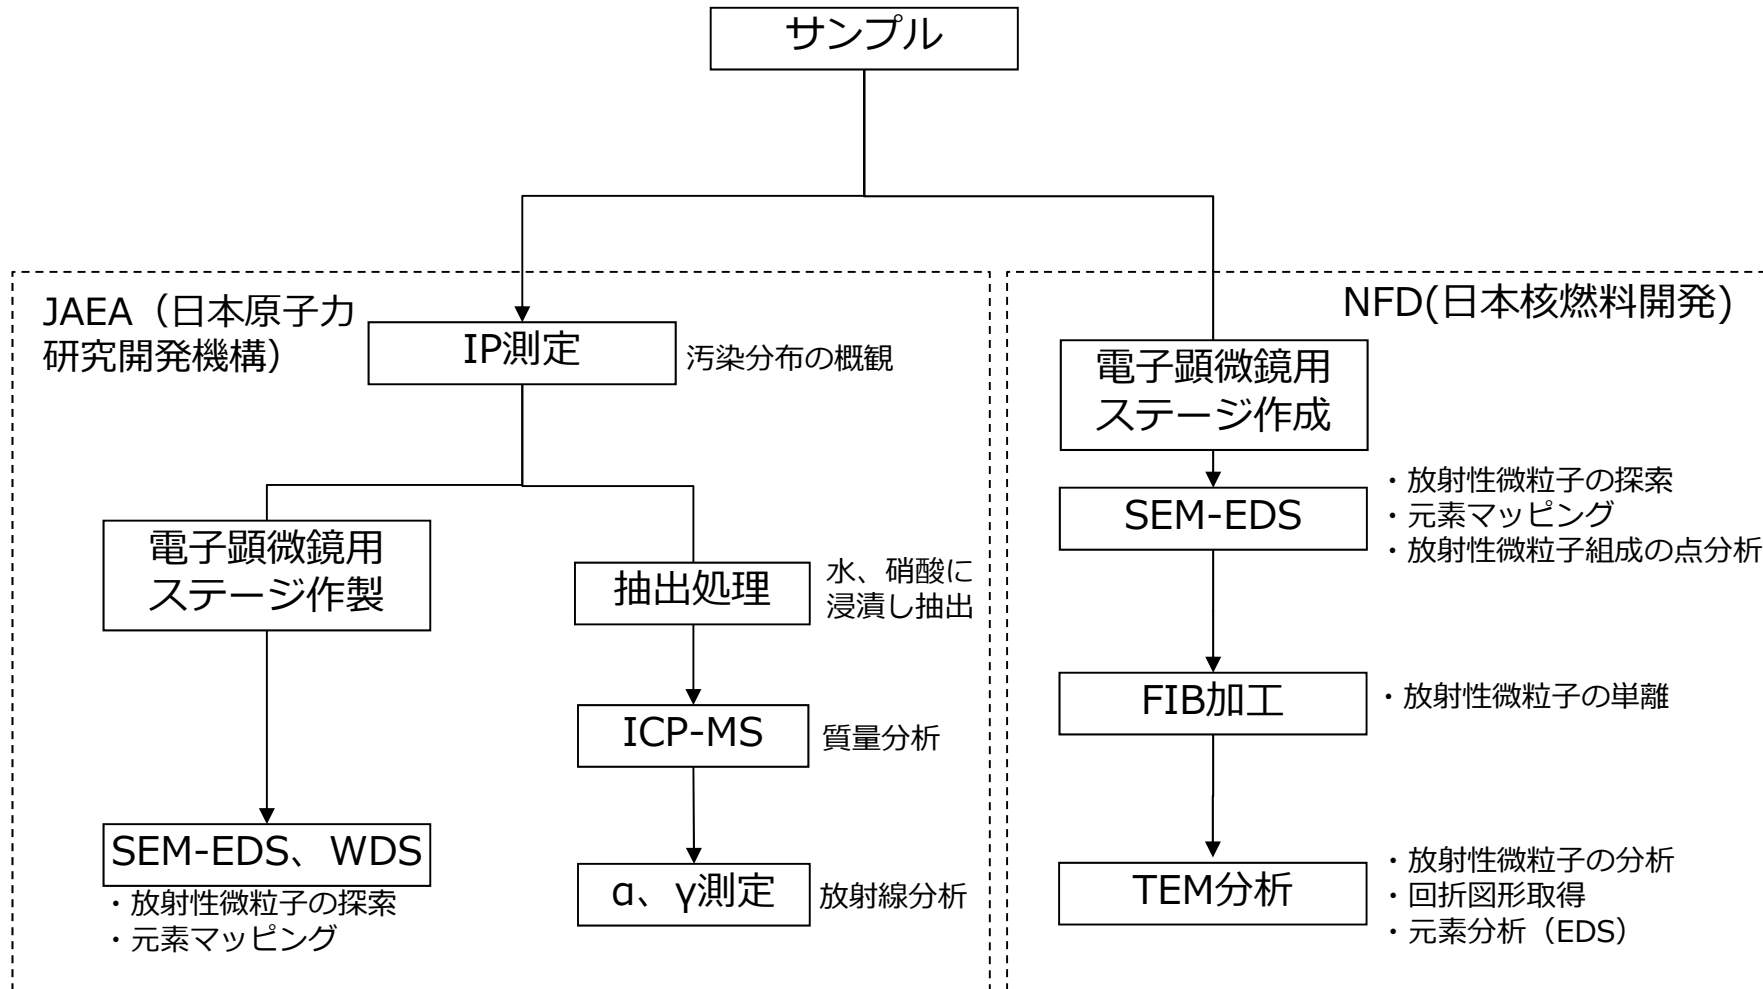 サンプル
JAEA（日本原子力
研究開発機構）
IP測定
汚染分布の概観
電子顕微鏡用
ステージ作製
SEM-EDS、WDS
・放射性微粒子の探索
・元素マッピング
抽出処理
水、硝酸に
浸漬し抽出
ICP-MS
質量分析
α、γ測定
放射線分析
NFD(日本核燃料開発)
電子顕微鏡用
ステージ作成
SEM-EDS
・放射性微粒子の探索
・元素マッピング
・放射性微粒子組成の点分析
FIB加工
・放射性微粒子の単離
TEM分析
・放射性微粒子の分析
・回折図形取得
・元素分析（EDS）